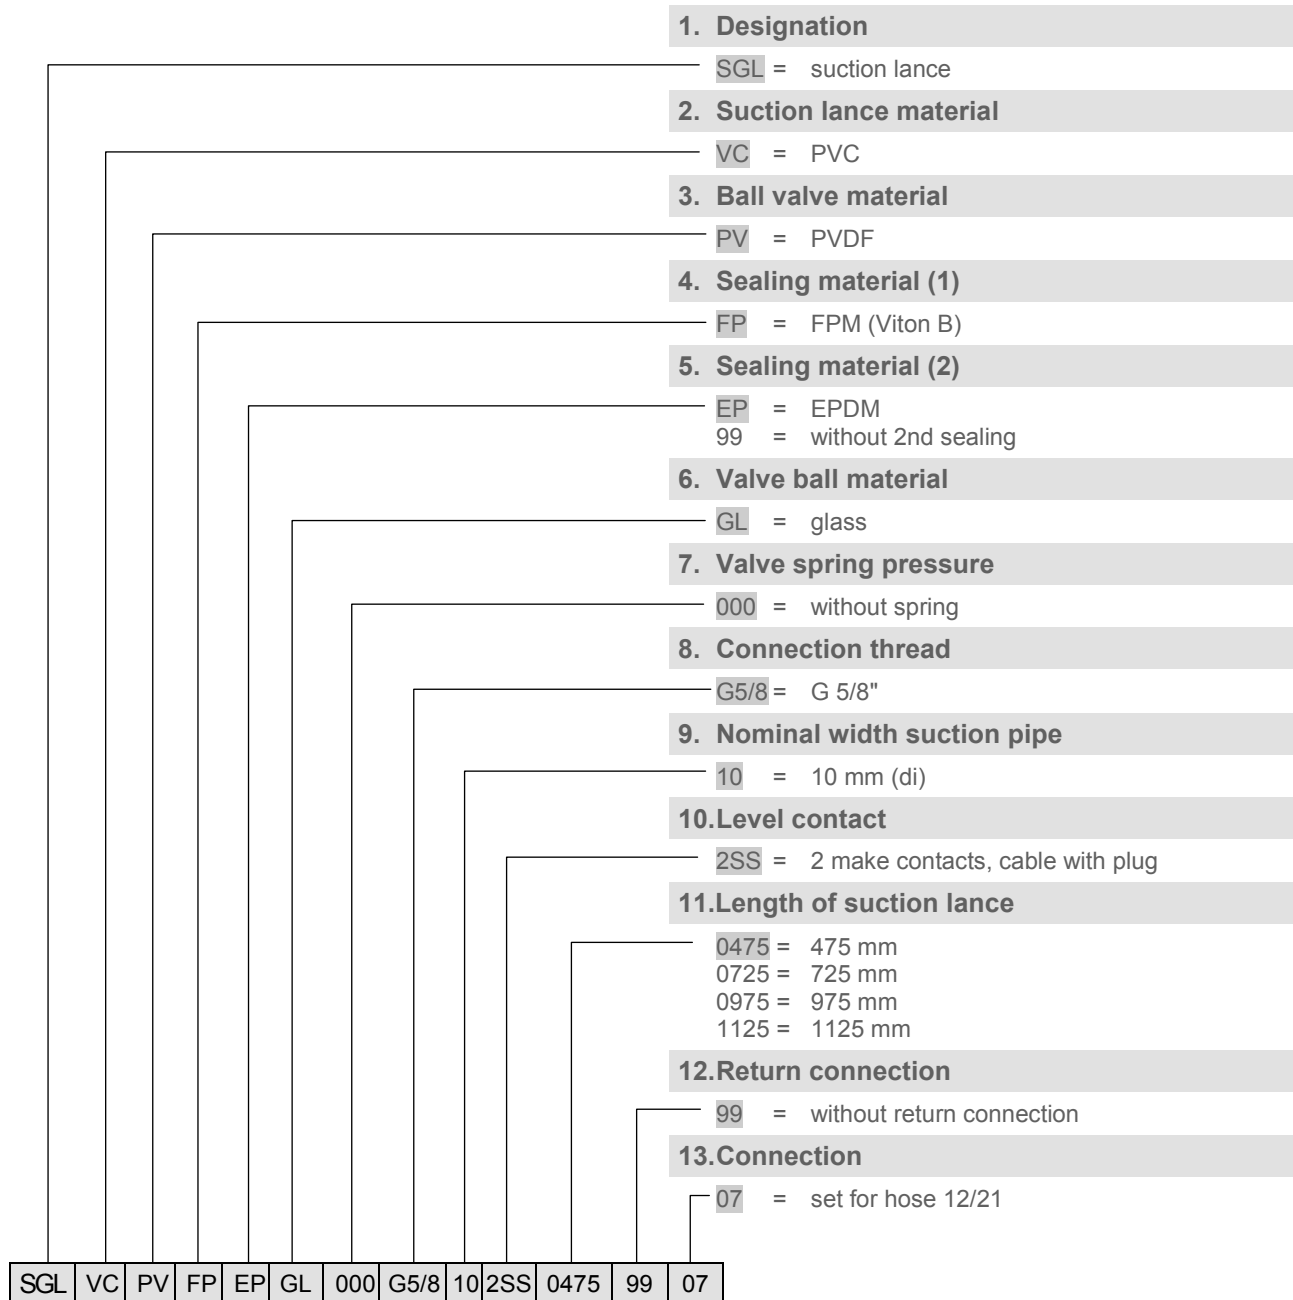 1. Designation
SGL = suction lance
2. Suction lance material
VC = PVC
3. Ball valve material
PV = PVDF
4. Sealing material (1)
FP = FPM (Viton B)
5. Sealing material (2)
EP = EPDM
99 = without 2nd sealing
6. Valve ball material
GL = glass
7. Valve spring pressure
000 = without spring
8. Connection thread
G5/8 = G 5/8"
9. Nominal width suction pipe
10 = 10 mm (di)
10.Level contact
2SS = 2 make contacts, cable with plug
11.Length of suction lance
0475 = 475 mm
0725 = 725 mm
0975 = 975 mm
1125 = 1125 mm
12.Return connection
99 = without return connection
13.Connection
07 = set for hose 12/21
SGL VC PV FP EP GL 000 G5/8 10 2SS 0475 99 07